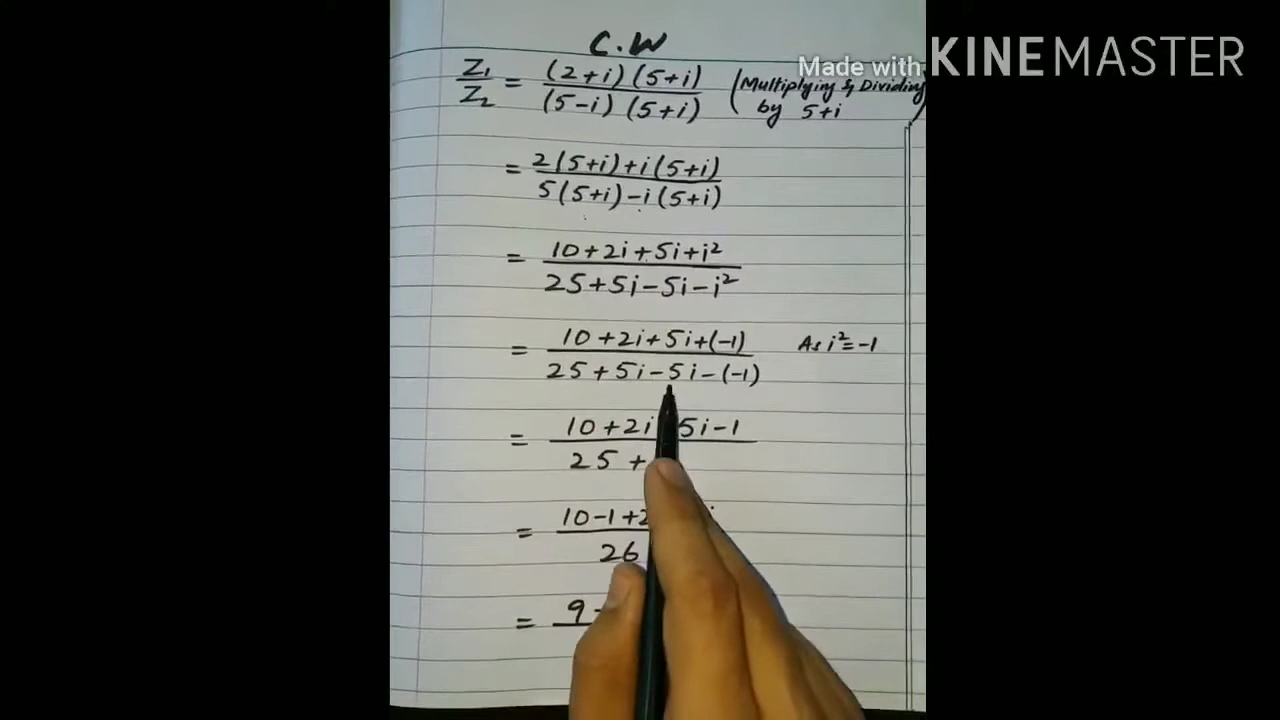 C.W
Made with KINEMASTER
Z₁/Z₂ = (2+i)(5+i)/(5-i)(5+i) (Multiplying & Dividing
by 5+i)
= 2(5+i)+i(5+i)/5(5+i)-i(5+i)
= 10+2i+5i+i²/25+5i-5i-i²
= 10+2i+5i+(-1)/25+5i-5i-(-1) As i²=-1
= 10+2i 5i-1/25+
= 10-1+2 i/26
= 9